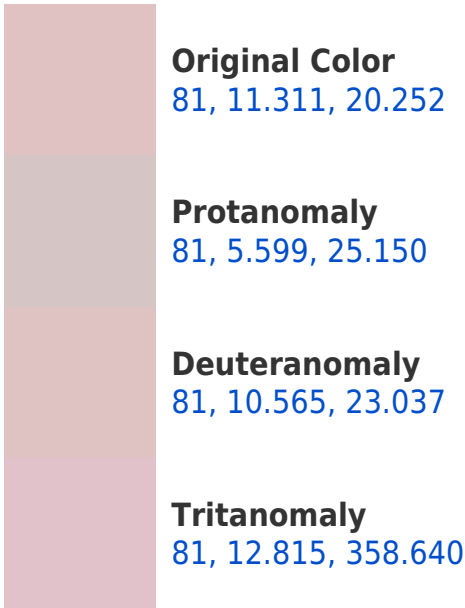 Original Color
81, 11.311, 20.252
Protanomaly
81, 5.599, 25.150
Deuteranomaly
81, 10.565, 23.037
Tritanomaly
81, 12.815, 358.640